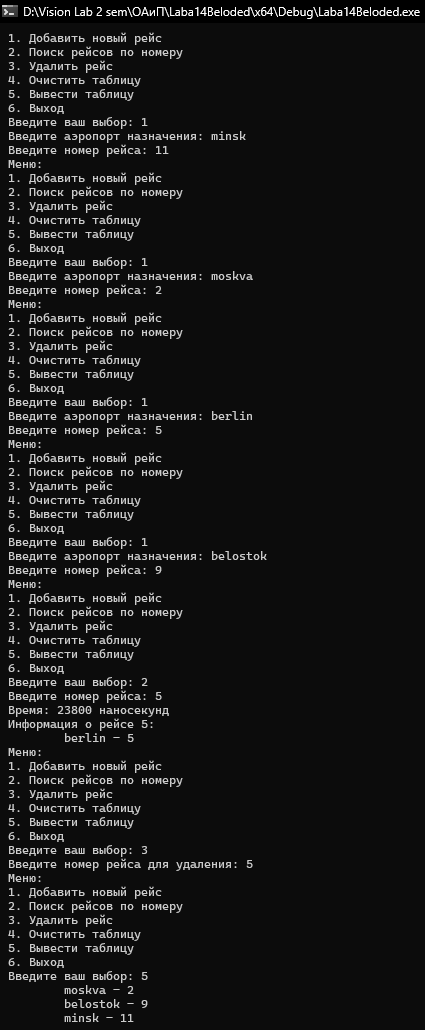 D:\Vision Lab 2 sem\ОАиП\Laba14Beloded\x64\Debug\Laba14Beloded.exe
1. Добавить новый рейс
2. Поиск рейсов по номеру
3. Удалить рейс
4. Очистить таблицу
5. Вывести таблицу
6. Выход
Введите ваш выбор: 1
Введите аэропорт назначения: minsk
Введите номер рейса: 11
Меню:
1. Добавить новый рейс
2. Поиск рейсов по номеру
3. Удалить рейс
4. Очистить таблицу
5. Вывести таблицу
6. Выход
Введите ваш выбор: 1
Введите аэропорт назначения: moskva
Введите номер рейса: 2
Меню:
1. Добавить новый рейс
2. Поиск рейсов по номеру
3. Удалить рейс
4. Очистить таблицу
5. Вывести таблицу
6. Выход
Введите ваш выбор: 1
Введите аэропорт назначения: berlin
Введите номер рейса: 5
Меню:
1. Добавить новый рейс
2. Поиск рейсов по номеру
3. Удалить рейс
4. Очистить таблицу
5. Вывести таблицу
6. Выход
Введите ваш выбор: 1
Введите аэропорт назначения: belostok
Введите номер рейса: 9
Меню:
1. Добавить новый рейс
2. Поиск рейсов по номеру
3. Удалить рейс
4. Очистить таблицу
5. Вывести таблицу
6. Выход
Введите ваш выбор: 2
Введите номер рейса: 5
Время: 23800 наносекунд
Информация о рейсе 5:
berlin - 5
Меню:
1. Добавить новый рейс
2. Поиск рейсов по номеру
3. Удалить рейс
4. Очистить таблицу
5. Вывести таблицу
6. Выход
Введите ваш выбор: 3
Введите номер рейса для удаления: 5
Меню:
1. Добавить новый рейс
2. Поиск рейсов по номеру
3. Удалить рейс
4. Очистить таблицу
5. Вывести таблицу
6. Выход
Введите ваш выбор: 5
moskva - 2
belostok - 9
minsk - 11